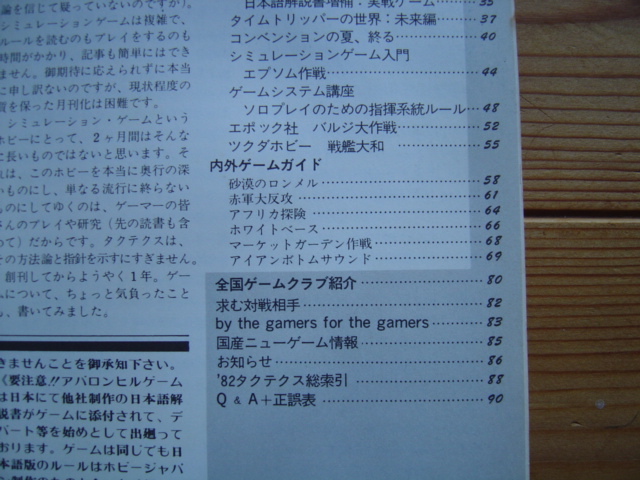 論を信じて疑っていないのですが)。
シミュレーションゲームは複雑で、
ルールを読むのもプレイをするのも
時間がかかり、記事も簡単にはでき
ません。御期待に応えられずに本当
に申し訳ないのですが、現状程度の
質を保った月刊化は困難です。
シミュレーション・ゲームという
ホビーにとって、2ヶ月間はそんな
に長いものではないと思います。そ
は、このホビーを本当に奥行の深
いものにし、単なる流行に終らない
ものにしてゆくのは、ゲーマーの皆
さんのプレイや研究(先の読書も含
めて)だからです。タクテクスは、
その方法論と指針を示すにすぎません。
創刊してからようやく1年。ゲー
ムについて、ちょっと気負ったこと
も、書いてみました。
きませんことを御承知下さい。
《要注意!!アバロンヒルゲーム
は日本にて他社制作の日本語解
説書がゲームに添付されて、デ
パート等を始めとして出廻って
おります。ゲームは同じでも日
本語版のルールはホビージャパ
日本語解説書増補:実戦ゲーム 35
タイムトリッパーの世界:未来編 37
コンベンションの夏、終る 40
シミュレーションゲーム入門
エプソム作戦 44
ゲームシステム講座
ソロプレイのための指揮系統ルール 48
エポック社 バルジ大作戦 52
ツクダホビー 戦艦大和 55
内外ゲームガイド
砂漠のロンメル 58
赤軍大反攻 61
アフリカ探険 64
ホワイトベース 66
マーケットガーデン作戦 68
アイアンボトムサウンド 69
全国ゲームクラブ紹介 80
求む対戦相手 82
by the gamers for the gamers 83
国産ニューゲーム情報 85
お知らせ 86
'82タクテクス総索引 88
Q & A+正誤表 90